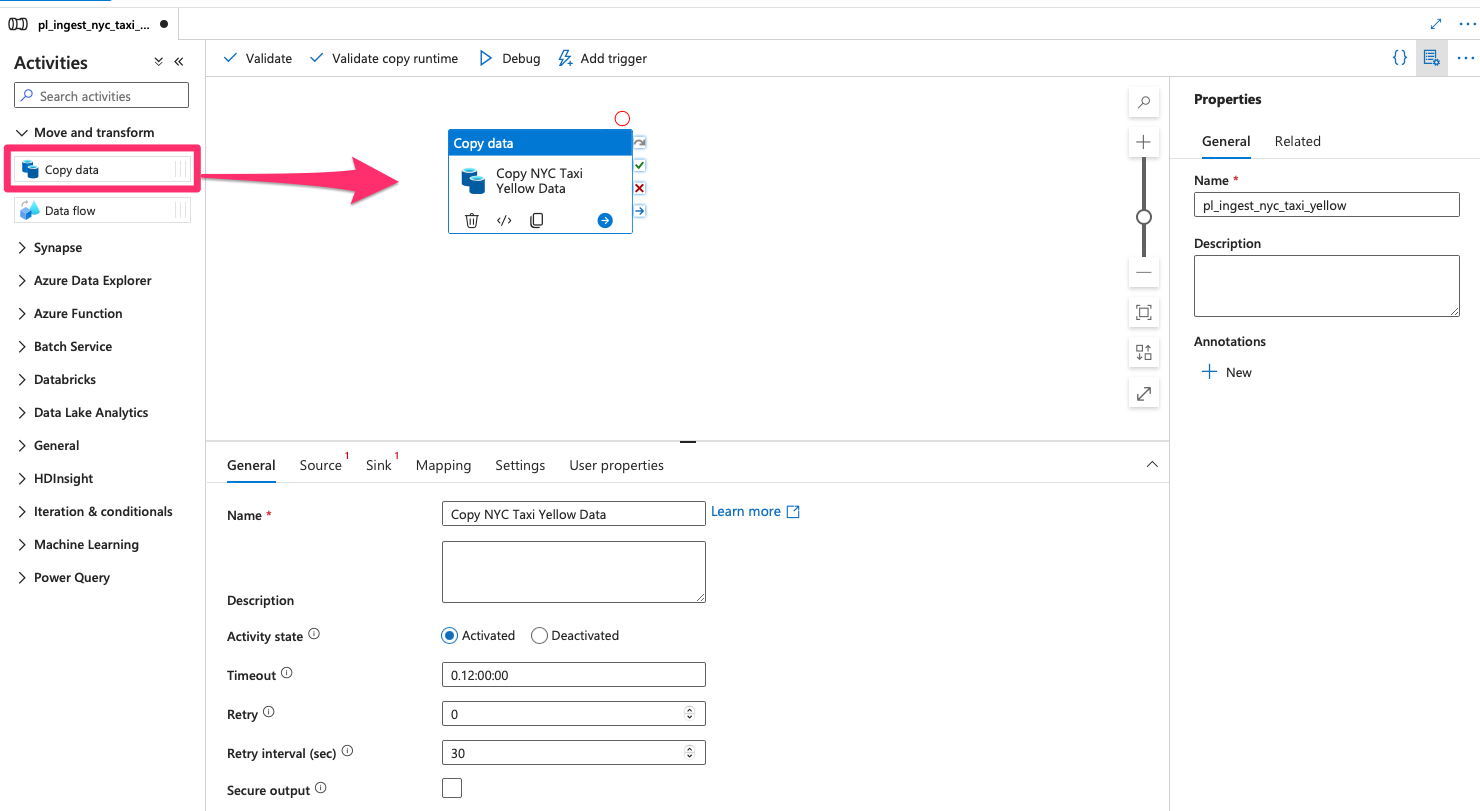 pl_ingest_nyc_taxi_...
Activities
Search activities
Move and transform
Copy data
Data flow
Synapse
Azure Data Explorer
Azure Function
Batch Service
Databricks
Data Lake Analytics
General
HDInsight
Iteration & conditionals
Machine Learning
Power Query
Validate
Validate copy runtime
Debug
Add trigger
Copy data
Copy NYC Taxi
Yellow Data
General
Source 1
Sink 1
Mapping
Settings
User properties
Name *
Copy NYC Taxi Yellow Data
Learn more
Description
Activity state
Activated
Deactivated
Timeout
0.12:00:00
Retry
0
Retry interval (sec)
30
Secure output
Properties
General
Related
Name *
pl_ingest_nyc_taxi_yellow
Description
Annotations
New